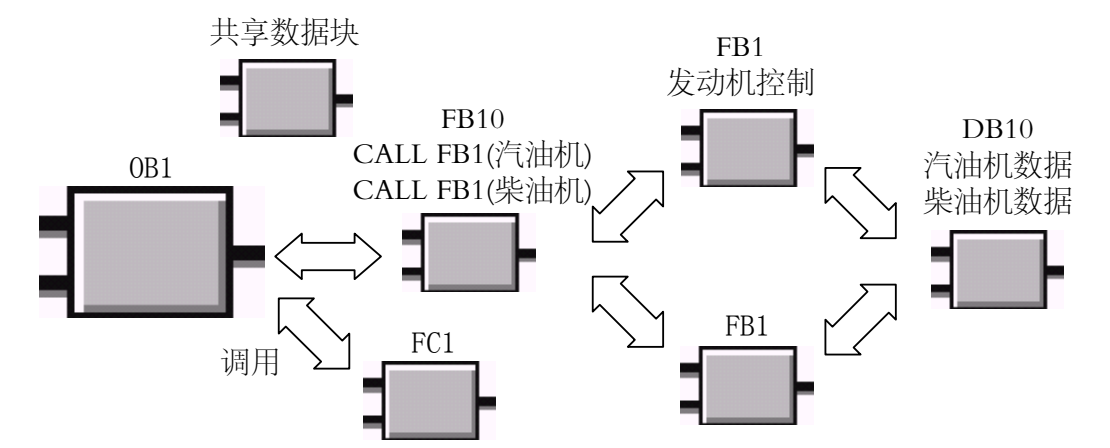 共享数据块
OB1
FB10
CALL FB1(汽油机)
CALL FB1(柴油机)
调用
FC1
FB1
发动机控制
FB1
DB10
汽油机数据
柴油机数据